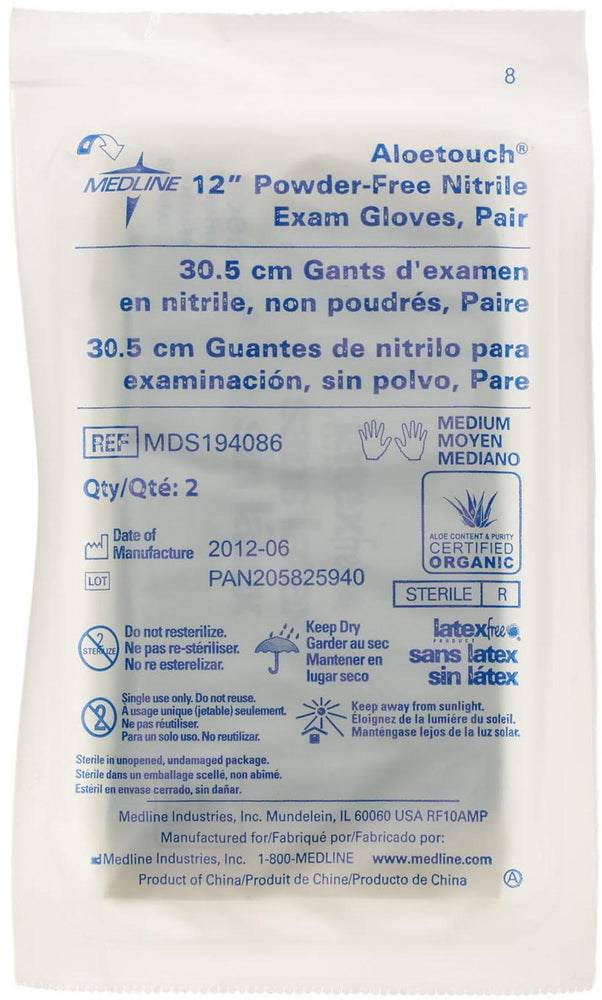 8
Aloetouch®
MEDLINE 12" Powder-Free Nitrile
Exam Gloves, Pair
30.5 cm Gants d'examen
en nitrile, non poudrés, Paire
30.5 cm Guantes de nitrilo para
examinación, sin polvo, Pare
REF MDS194086
MEDIUM
MOYEN
MEDIANO
Qty/Qté: 2
ALOE CONTENT & PURITY
CERTIFIED
ORGANIC
Date of
Manufacture 2012-06
LOT PAN205825940
STERILE R
2
STERILIZE
Do not resterilize.
Ne pas re-stériliser.
No re esterelizar.
Keep Dry
Garder au sec
Mantener en
lugar seco
latexfree
PRODUCT
sans latex
sin látex
2
Single use only. Do not reuse.
À usage unique (jetable) seulement.
Ne pas réutiliser.
Para un solo uso. No reutilizar.
Keep away from sunlight.
Éloignez de la lumiére du soleil.
Manténgase lejos de la luz solar.
Sterile in unopened, undamaged package.
Stérile dans un emballage scellé, non abimé.
Estéril en envase cerrado, sin dañar.
Medline Industries, Inc. Mundelein, IL 60060 USA RF10AMP
Manufactured for/Fabriqué por/Fabricado por:
Medline Industries, Inc. 1-800-MEDLINE www.medline.com
Product of China/Produit de Chine/Producto de China
A